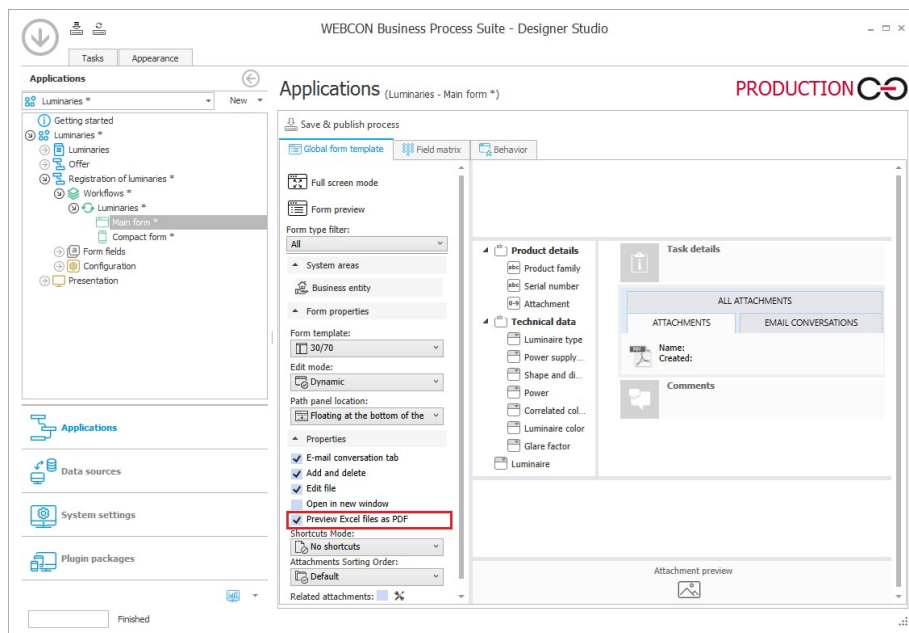 WEBCON Business Process Suite - Designer Studio
Tasks
Appearance
Applications
Luminaries *
New
Getting started
Luminaries *
Luminaries
Offer
Registration of luminaries *
Workflows *
Luminaries *
Main form *
Compact form *
Form fields
Configuration
Presentation
Applications
Data sources
System settings
Plugin packages
Finished
Applications (Luminaries - Main form *)
PRODUCTION
Save & publish process
Global form template
Field matrix
Behavior
Full screen mode
Form preview
Form type filter:
All
System areas
Business entity
Form properties
Form template:
30/70
Edit mode:
Dynamic
Path panel location:
Floating at the bottom of the
Properties
E-mail conversation tab
Add and delete
Edit file
Open in new window
Preview Excel files as PDF
Shortcuts Mode:
No shortcuts
Attachments Sorting Order:
Default
Related attachments:
Product details
Product family
Serial number
Attachment
Technical data
Luminaire type
Power supply...
Shape and di...
Power
Correlated col...
Luminaire color
Glare factor
Luminaire
Task details
ALL ATTACHMENTS
ATTACHMENTS
EMAIL CONVERSATIONS
Name:
Created:
Comments
Attachment preview